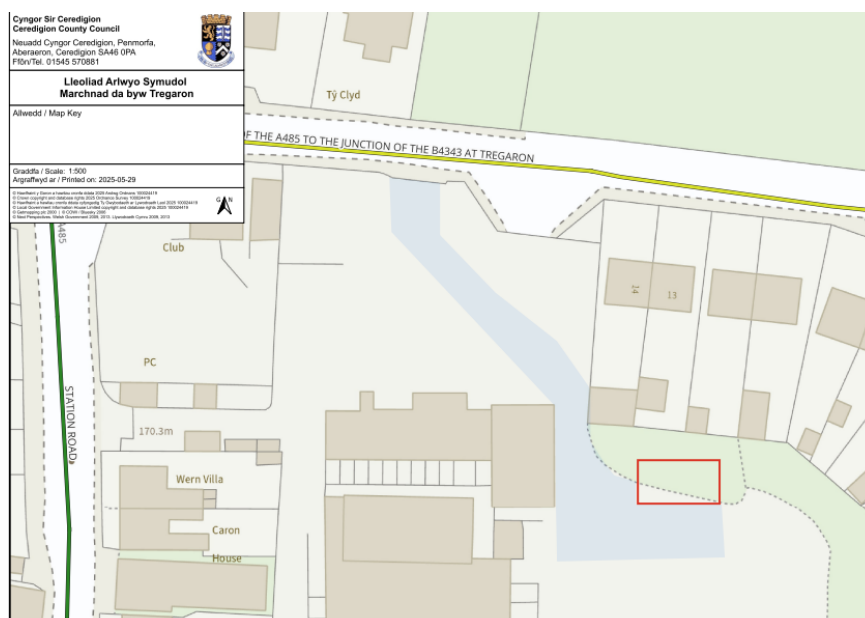 Cyngor Sir Ceredigion
Ceredigion County Council
Neuadd Cyngor Ceredigion, Penmorfa,
Aberaeron, Ceredigion SA46 0PA
Ffôn/Tel. 01545 570881
Lleoliad Arlwyo Symudol
Marchnad da byw Tregaron
Allwedd / Map Key
Graddfa / Scale: 1:500
Argraffwyd ar / Printed on: 2025-05-29
G N
Tŷ Clyd
OF THE A485 TO THE JUNCTION OF THE B4343 AT TREGARON
A485
Club
14
13
PC
STATION ROAD
170.3m
Wern Villa
Caron
House